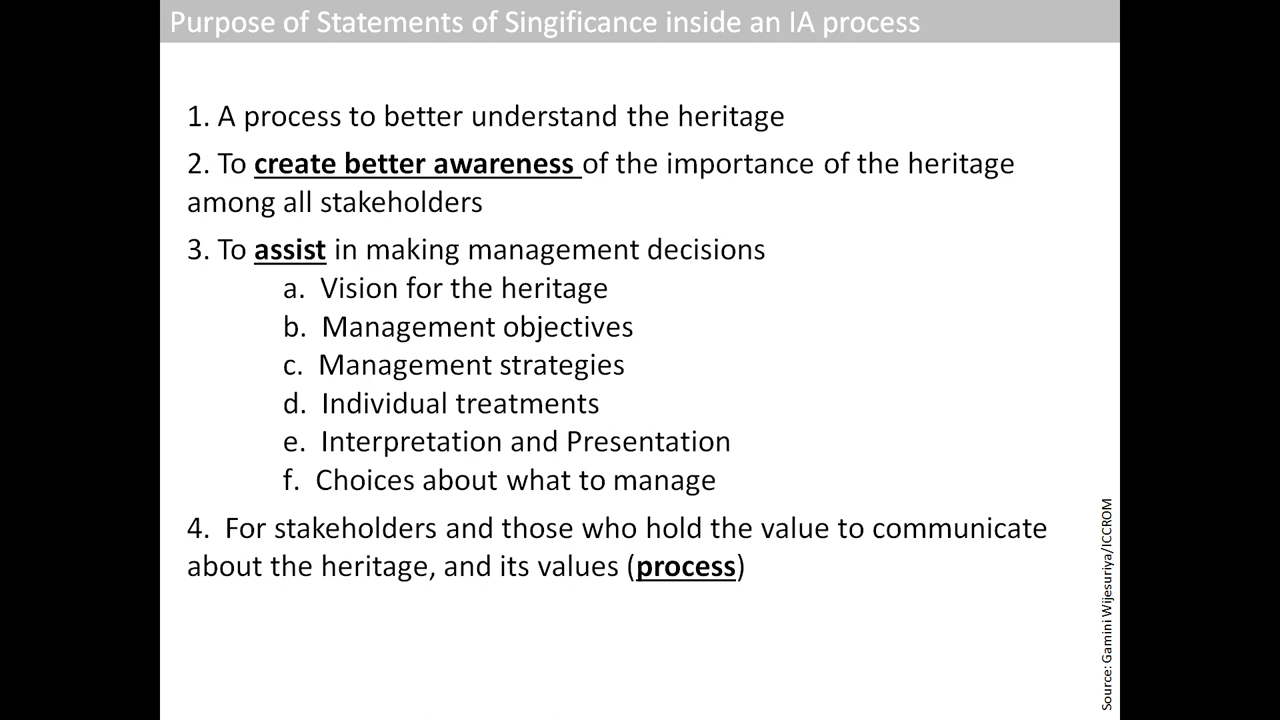 Purpose of Statements of Singificance inside an IA process
1. A process to better understand the heritage
2. To create better awareness of the importance of the heritage
among all stakeholders
3. To assist in making management decisions
a. Vision for the heritage
b. Management objectives
c. Management strategies
d. Individual treatments
e. Interpretation and Presentation
f. Choices about what to manage
4. For stakeholders and those who hold the value to communicate
about the heritage, and its values (process)
Source: Gamini Wijesuriya/ICCROM